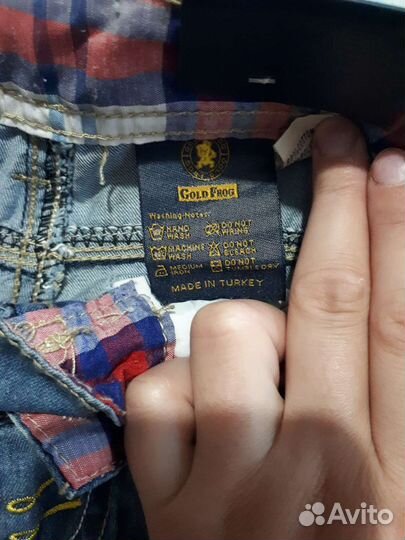 GOLD FROG
Washing-Notes:
HAND WASH
DO NOT WRING
MACHINE WASH
DO NOT BLEACH
MEDIUM
DO NOT TUMBLE DRY
MADE IN TURKEY
Avito